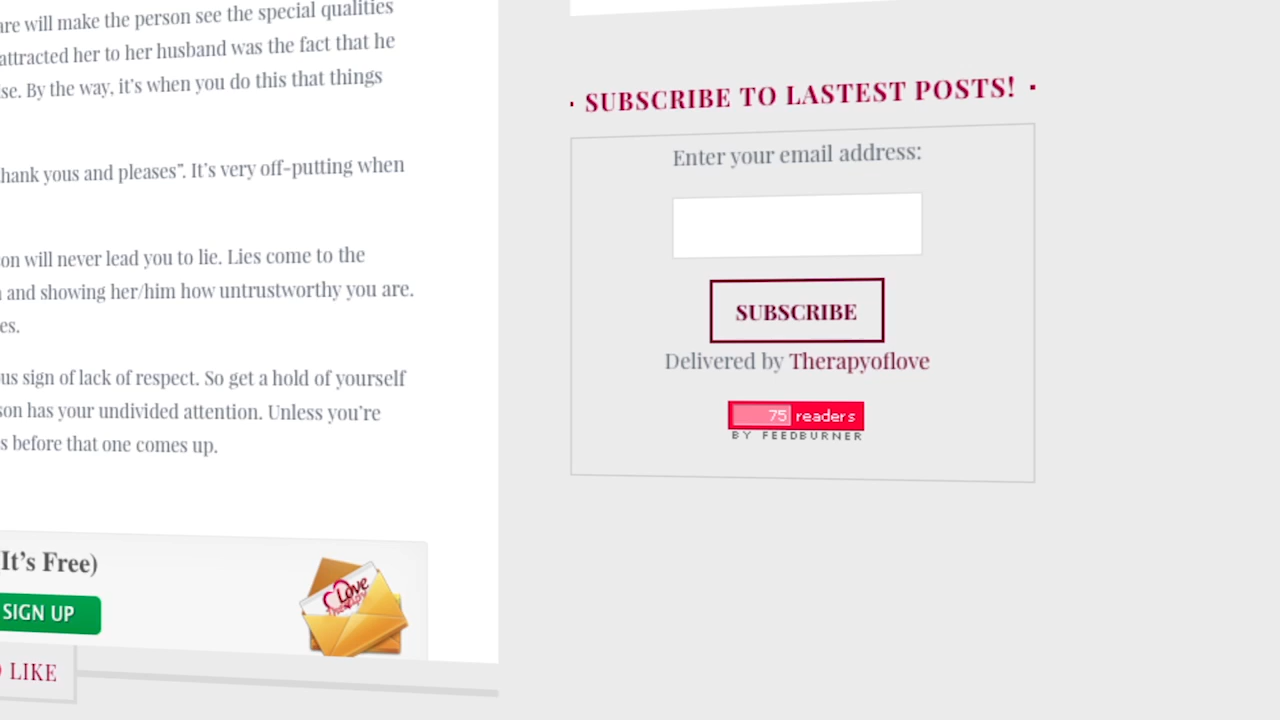 are will make the person see the special qualities
attracted her to her husband was the fact that he
se. By the way, it's when you do this that things
hank yous and pleases”. It's very off-putting when
on will never lead you to lie. Lies come to the
and showing her/him how untrustworthy you are.
es.
us sign of lack of respect. So get a hold of yourself
son has your undivided attention. Unless you're
s before that one comes up.
It’s Free)
SIGN UP
Love
Therapy
LIKE
· SUBSCRIBE TO LASTEST POSTS! ·
Enter your email address:
SUBSCRIBE
Delivered by Therapyoflove
75 readers
BY FEEDBURNER